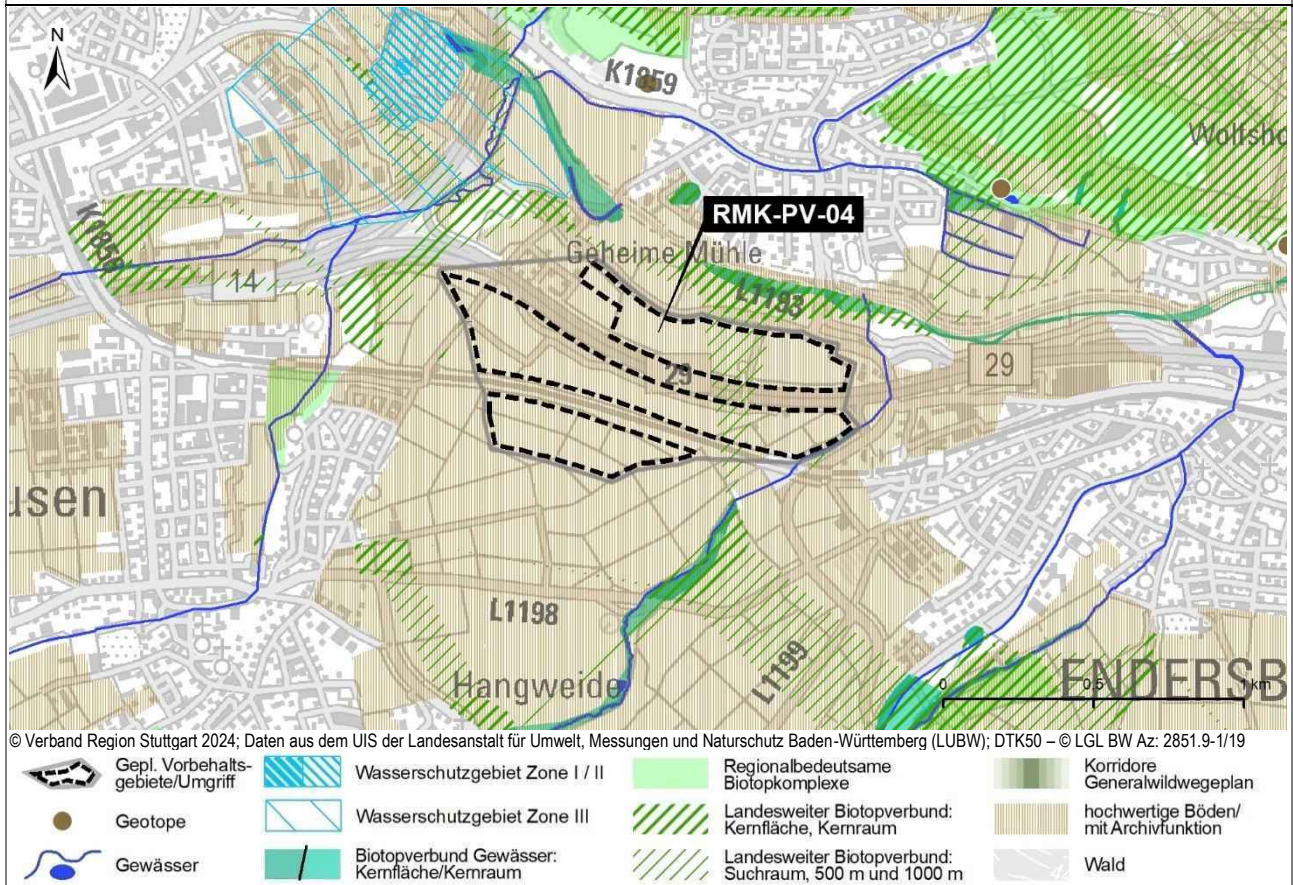 N
K1859
Wolfsho
RMK-PV-04
Geheime Mühle
K1858
14
L1193
29
29
usen
L1198
L1199
Hangweide
ENDERSB
0 0,5 1 km
© Verband Region Stuttgart 2024; Daten aus dem UIS der Landesanstalt für Umwelt, Messungen und Naturschutz Baden-Württemberg (LUBW); DTK50 – © LGL BW Az: 2851.9-1/19
Gepl. Vorbehalts-
gebiete/Umgriff
Geotope
Gewässer
Wasserschutzgebiet Zone I / II
Wasserschutzgebiet Zone III
Biotopverbund Gewässer:
Kernfläche/Kernraum
Regionalbedeutsame
Biotopkomplexe
Landesweiter Biotopverbund:
Kernfläche, Kernraum
Landesweiter Biotopverbund:
Suchraum, 500 m und 1000 m
Korridore
Generalwildwegeplan
hochwertige Böden/
mit Archivfunktion
Wald